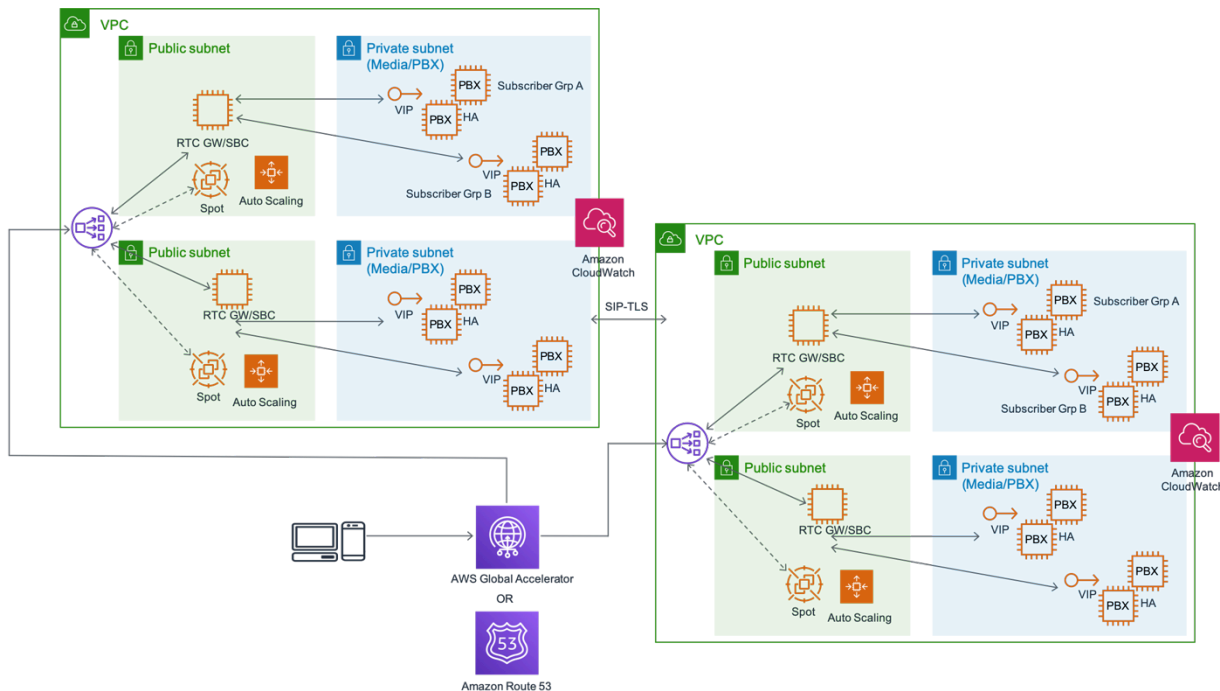 VPC
Public subnet
Private subnet
(Media/PBX)
PBX
Subscriber Grp A
VIP
PBX
HA
RTC GW/SBC
PBX
VIP
PBX
HA
Subscriber Grp B
Spot
Auto Scaling
Amazon
CloudWatch
Public subnet
Private subnet
(Media/PBX)
PBX
VIP
PBX
HA
RTC GW/SBC
PBX
VIP
PBX
HA
Spot
Auto Scaling
SIP-TLS
VPC
Public subnet
Private subnet
(Media/PBX)
PBX
Subscriber Grp A
VIP
PBX
HA
RTC GW/SBC
PBX
VIP
PBX
HA
Subscriber Grp B
Spot
Auto Scaling
Amazon
CloudWatch
Public subnet
Private subnet
(Media/PBX)
PBX
VIP
PBX
HA
RTC GW/SBC
PBX
VIP
PBX
HA
Spot
Auto Scaling
AWS Global Accelerator
OR
53
Amazon Route 53